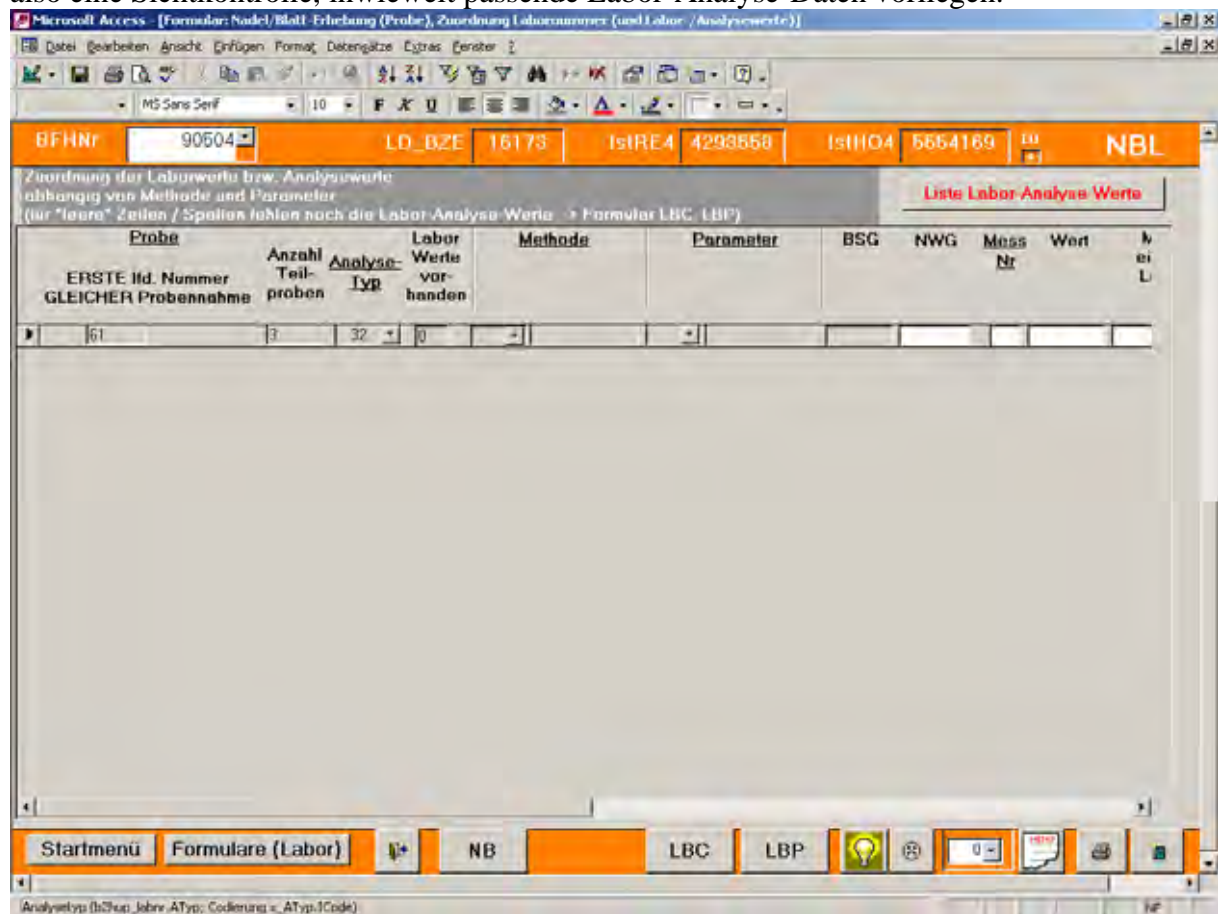 also eine Sichtkontrolle, inwieweit passende Labor-Analyse-Daten vorliegen.
Microsoft Access - [Formular: Nadel/Blatt-Erhebung (Probe), Zuordnung Labornummer (und Labor-/Analysewerte)]
Datei Bearbeiten Ansicht Einfügen Format Datensätze Extras Fenster ?
MS Sans Serif 10 F K U
BFHNr 90504 LD_BZE 16173 IstRE4 4293558 IstHO4 5654169 EU NBL
Zuordnung der Laborwerte bzw. Analysewerte
abhängig von Methode und Parameter
(für "leere" Zeilen / Spalten fehlen noch die Labor-Analyse-Werte -> Formular LBC, LBP)
Liste Labor-Analyse-Werte
Probe
ERSTE lfd. Nummer
GLEICHER Probennahme
Anzahl
Teil-
proben
Analyse-
Typ
Labor
Werte
vor-
handen
Methode
Parameter
BSG
NWG
Mess
Nr
Wert
61 3 32 0
Startmenü Formulare (Labor) NB LBC LBP 0 MEMO
Analysetyp (b2hup_labnr.ATyp; Codierung x_ATyp.ICode) NF